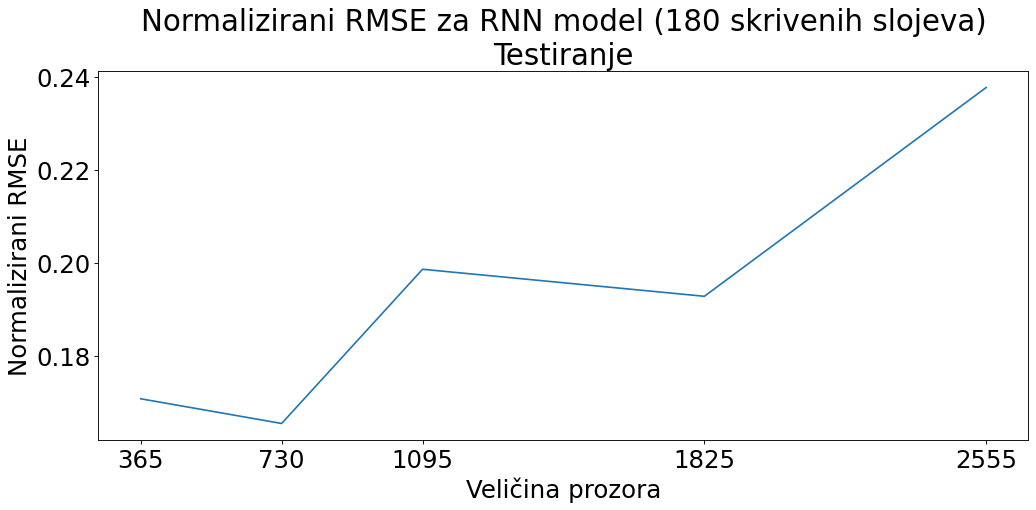 Normalizirani RMSE za RNN model (180 skrivenih slojeva)
Testiranje
Normalizirani RMSE
0.24
0.22
0.20
0.18
365 730 1095 1825 2555
Veličina prozora